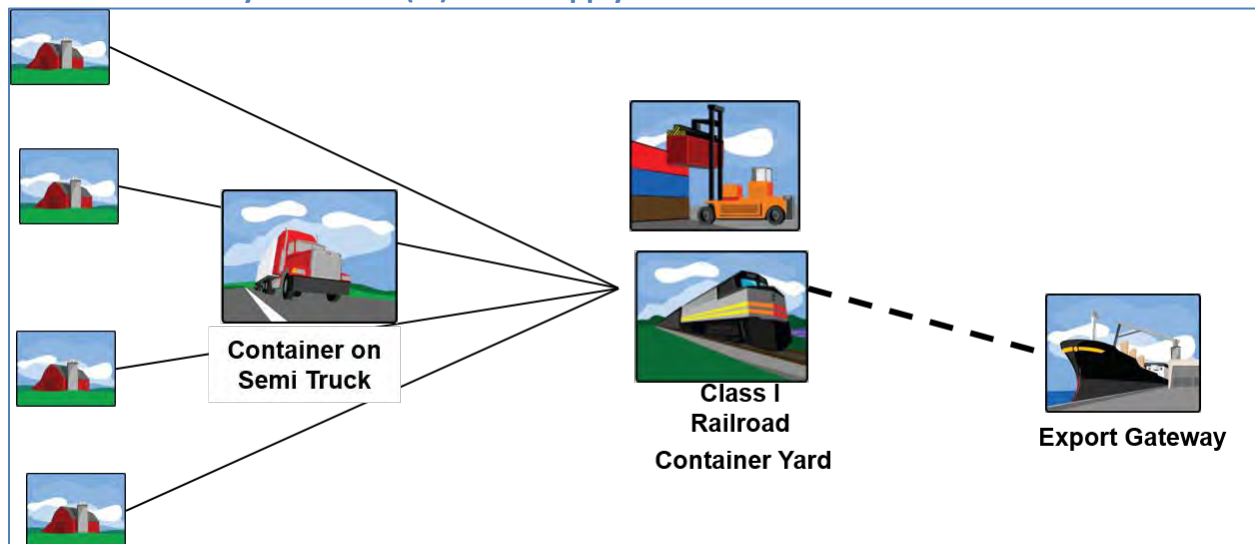 Container on
Semi Truck
Class I
Railroad
Container Yard
Export Gateway